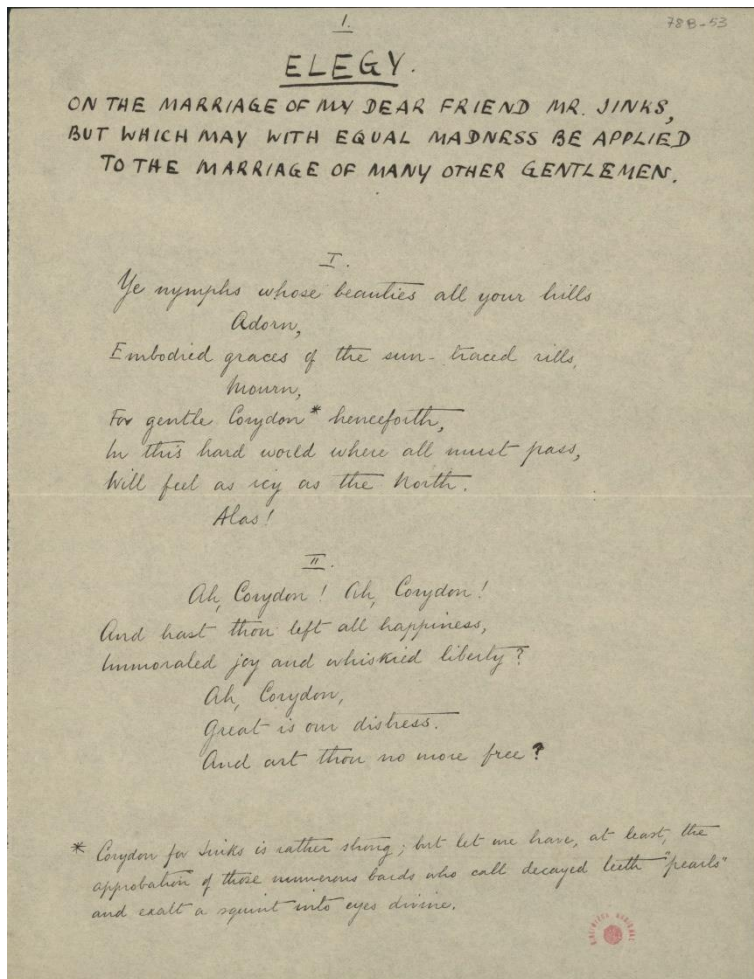 1.
78B-53
ELEGY.
ON THE MARRIAGE OF MY DEAR FRIEND MR. JINKS,
BUT WHICH MAY WITH EQUAL MADNESS BE APPLIED
TO THE MARRIAGE OF MANY OTHER GENTLEMEN.
I.
Ye nymphs whose beauties all your hills
Adorn,
Embodied graces of the sun-traced rills,
Mourn,
For gentle Corydon* henceforth,
In this hard world where all must pass,
Will feel as icy as the North.
Alas!
II.
Ah, Corydon! Ah, Corydon!
And hast thou left all happiness,
Unmoraled joy and whiskied liberty?
Ah, Corydon,
Great is our distress.
And art thou no more free?
* Corydon for Jinks is rather strong; but let me have, at least, the
approbation of those numerous bards who call decayed teeth "pearls"
and exalt a squint into eyes divine.
BIBLIOTECA NACIONAL